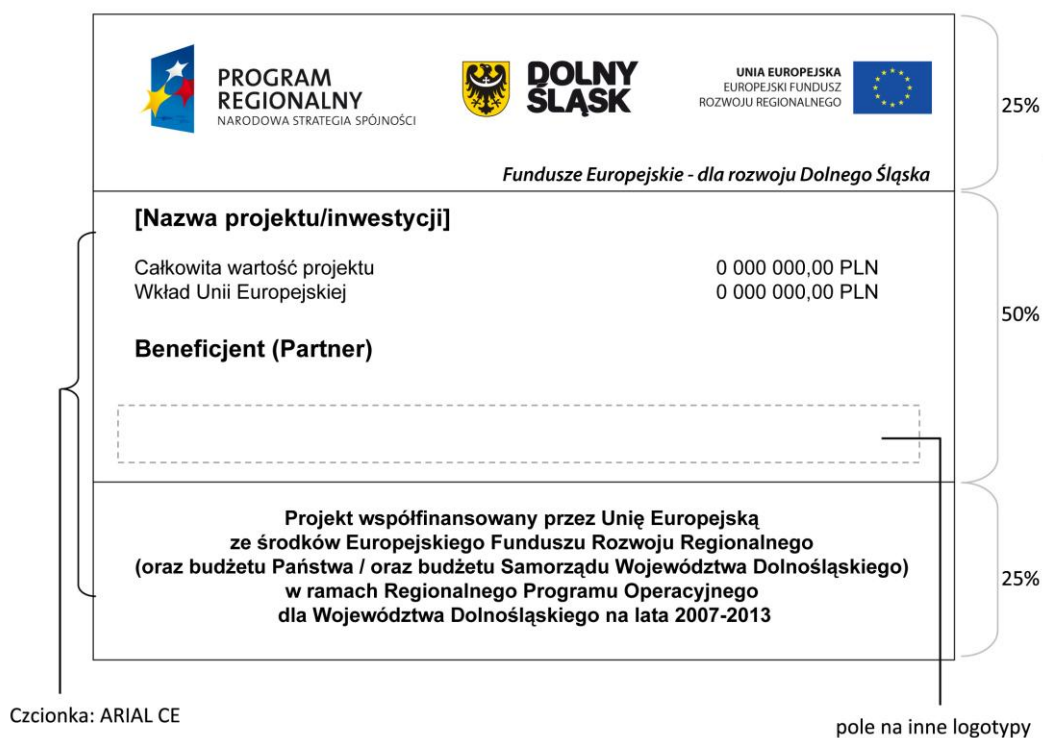 PROGRAM
REGIONALNY
NARODOWA STRATEGIA SPÓJNOŚCI
DOLNY
ŚLĄSK
UNIA EUROPEJSKA
EUROPEJSKI FUNDUSZ
ROZWOJU REGIONALNEGO
25%
Fundusze Europejskie - dla rozwoju Dolnego Śląska
[Nazwa projektu/inwestycji]
Całkowita wartość projektu 0 000 000,00 PLN
Wkład Unii Europejskiej 0 000 000,00 PLN
50%
Beneficjent (Partner)
Projekt współfinansowany przez Unię Europejską
ze środków Europejskiego Funduszu Rozwoju Regionalnego
(oraz budżetu Państwa / oraz budżetu Samorządu Województwa Dolnośląskiego)
w ramach Regionalnego Programu Operacyjnego
dla Województwa Dolnośląskiego na lata 2007-2013
25%
Czcionka: ARIAL CE
pole na inne logotypy